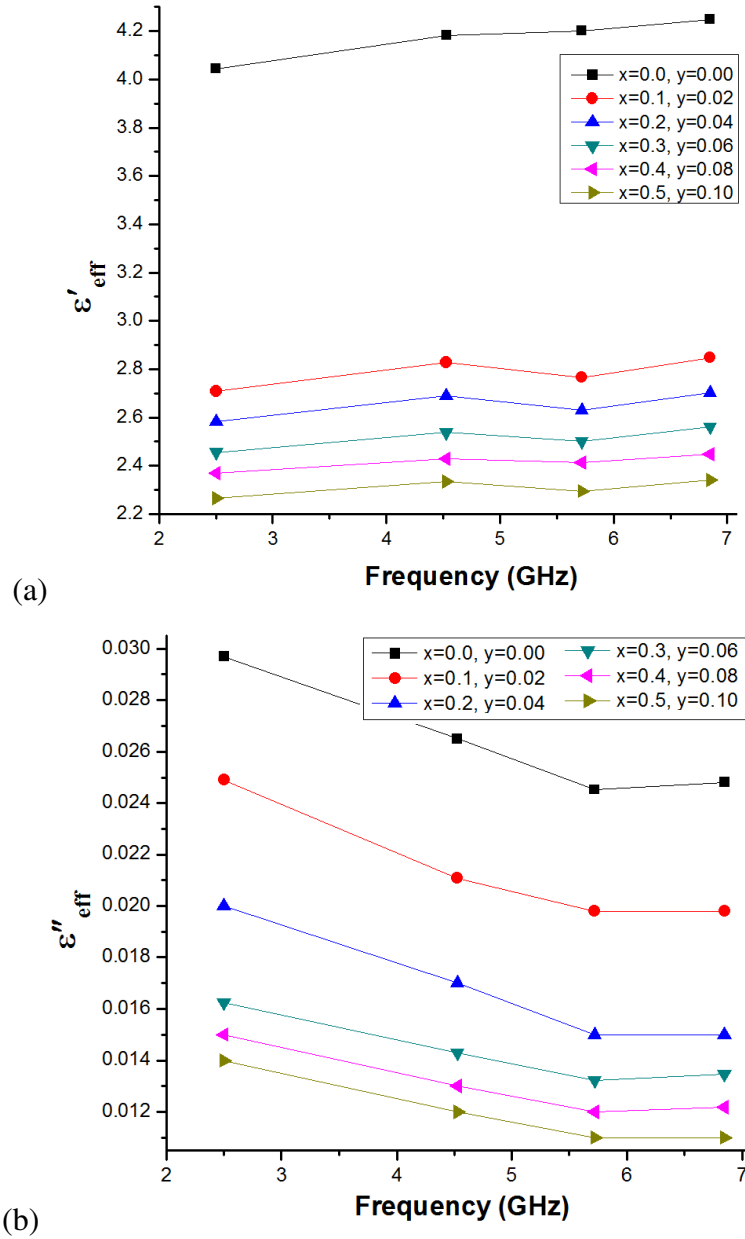 4.2
4.0
3.8
3.6
3.4
3.2
3.0
2.8
2.6
2.4
2.2
ε′eff
x=0.0, y=0.00
x=0.1, y=0.02
x=0.2, y=0.04
x=0.3, y=0.06
x=0.4, y=0.08
x=0.5, y=0.10
2 3 4 5 6 7
Frequency (GHz)
(a)
0.030
0.028
0.026
0.024
0.022
0.020
0.018
0.016
0.014
0.012
ε″eff
x=0.0, y=0.00 x=0.3, y=0.06
x=0.1, y=0.02 x=0.4, y=0.08
x=0.2, y=0.04 x=0.5, y=0.10
2 3 4 5 6 7
Frequency (GHz)
(b)